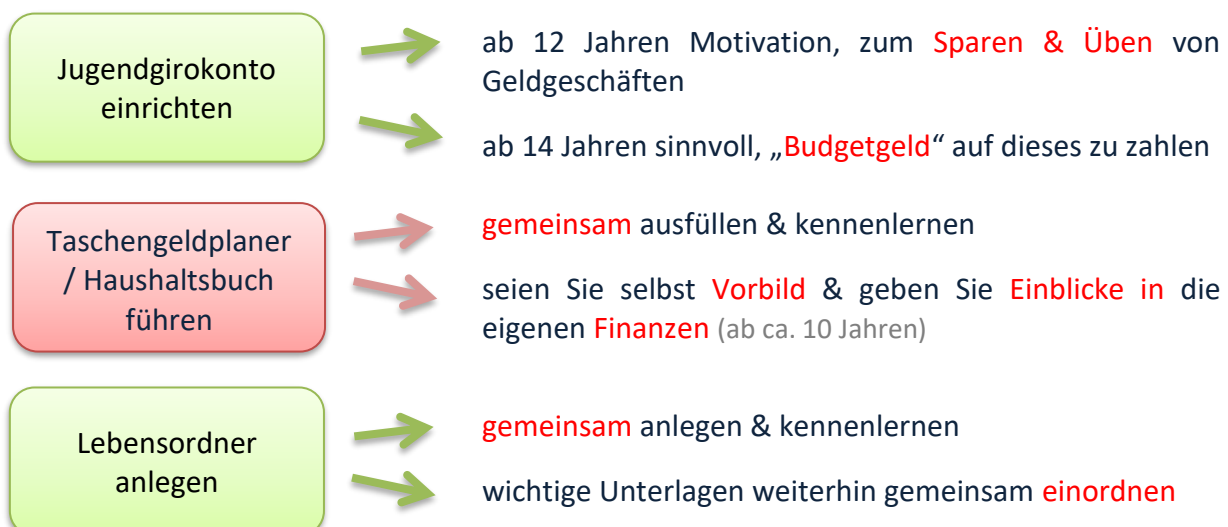 Jugendgirokonto
einrichten
ab 12 Jahren Motivation, zum Sparen & Üben von
Geldgeschäften
ab 14 Jahren sinnvoll, „Budgetgeld“ auf dieses zu zahlen
Taschengeldplaner
/ Haushaltsbuch
führen
gemeinsam ausfüllen & kennenlernen
seien Sie selbst Vorbild & geben Sie Einblicke in die
eigenen Finanzen (ab ca. 10 Jahren)
Lebensordner
anlegen
gemeinsam anlegen & kennenlernen
wichtige Unterlagen weiterhin gemeinsam einordnen